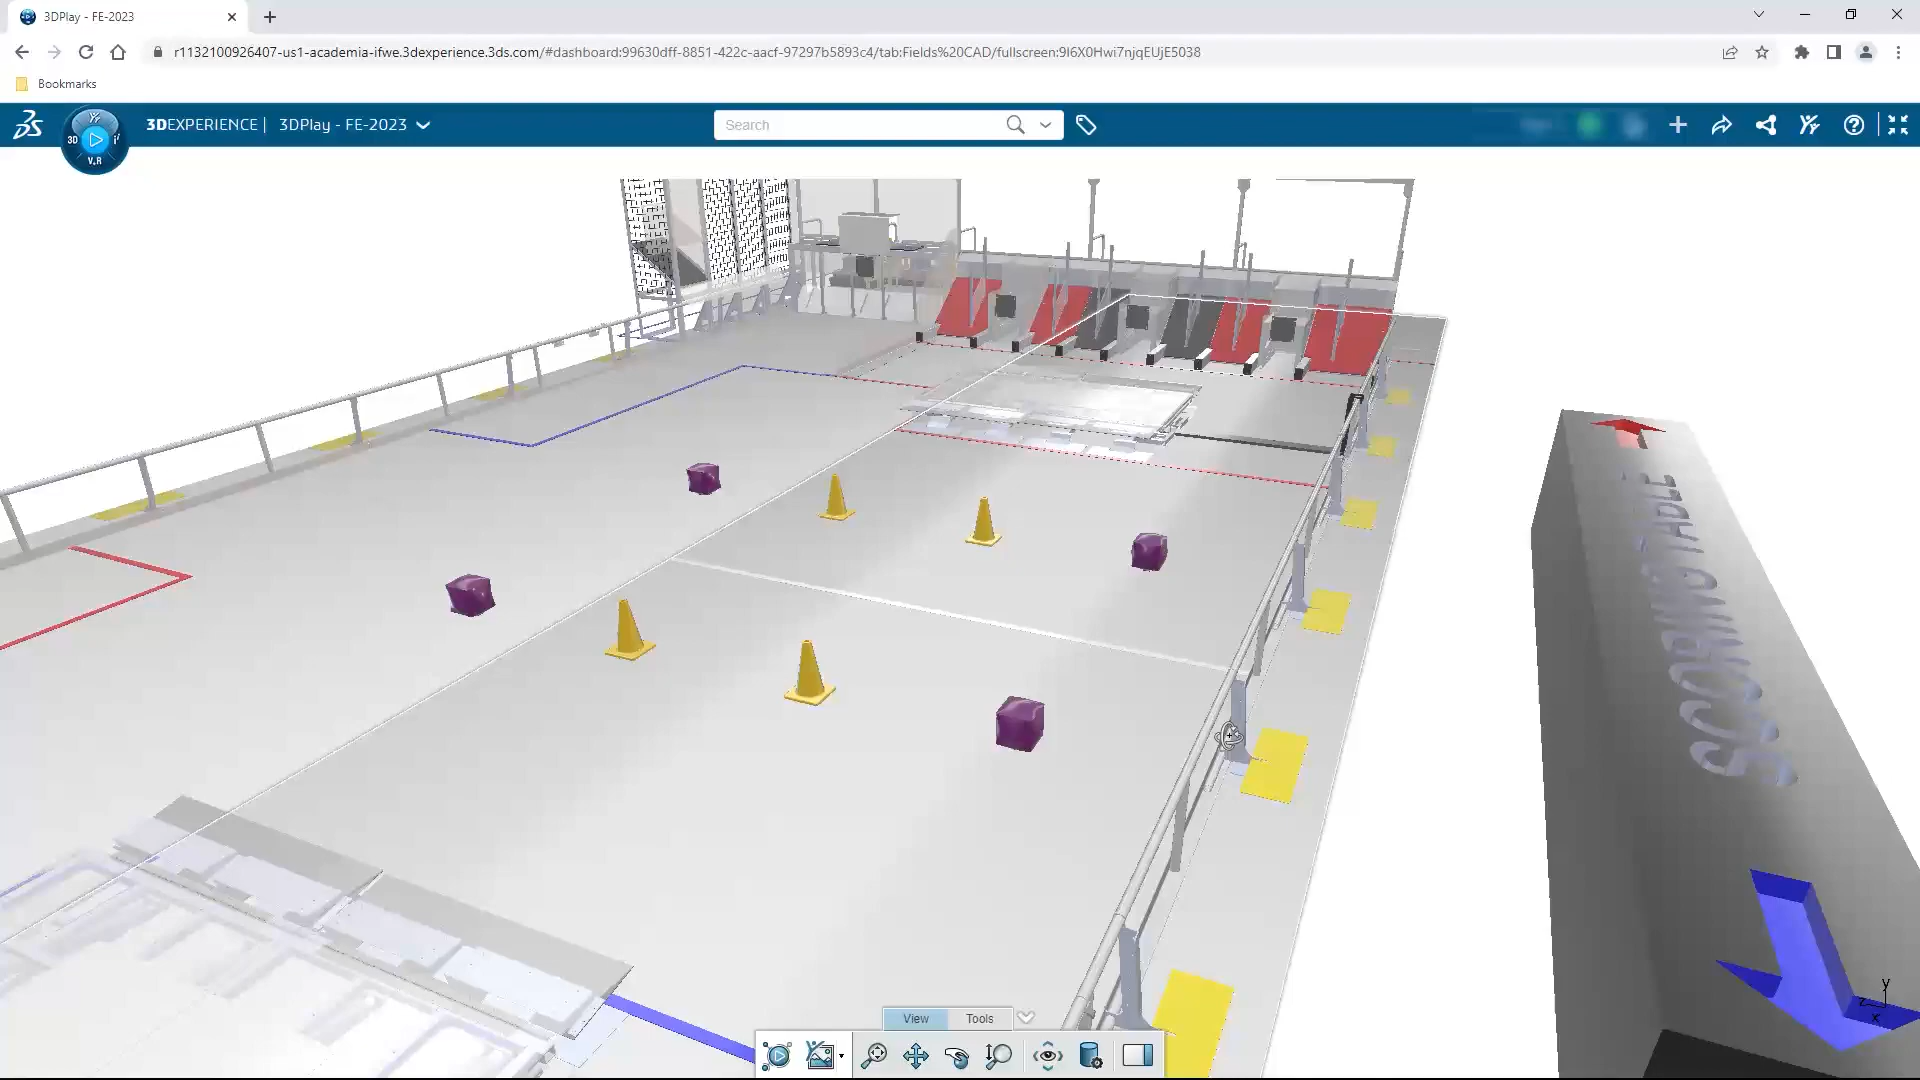 3DPlay - FE-2023
r1132100926407-us1-academia-ifwe.3dexperience.3ds.com/#dashboard:99630dff-8851-422c-aacf-97297b5893c4/tab:Fields%20CAD/fullscreen:9I6X0Hwi7njqEUjE5038
Bookmarks
3D
V.R
3DEXPERIENCE | 3DPlay - FE-2023
Search
SCORING TABLE
View Tools
y
z
x